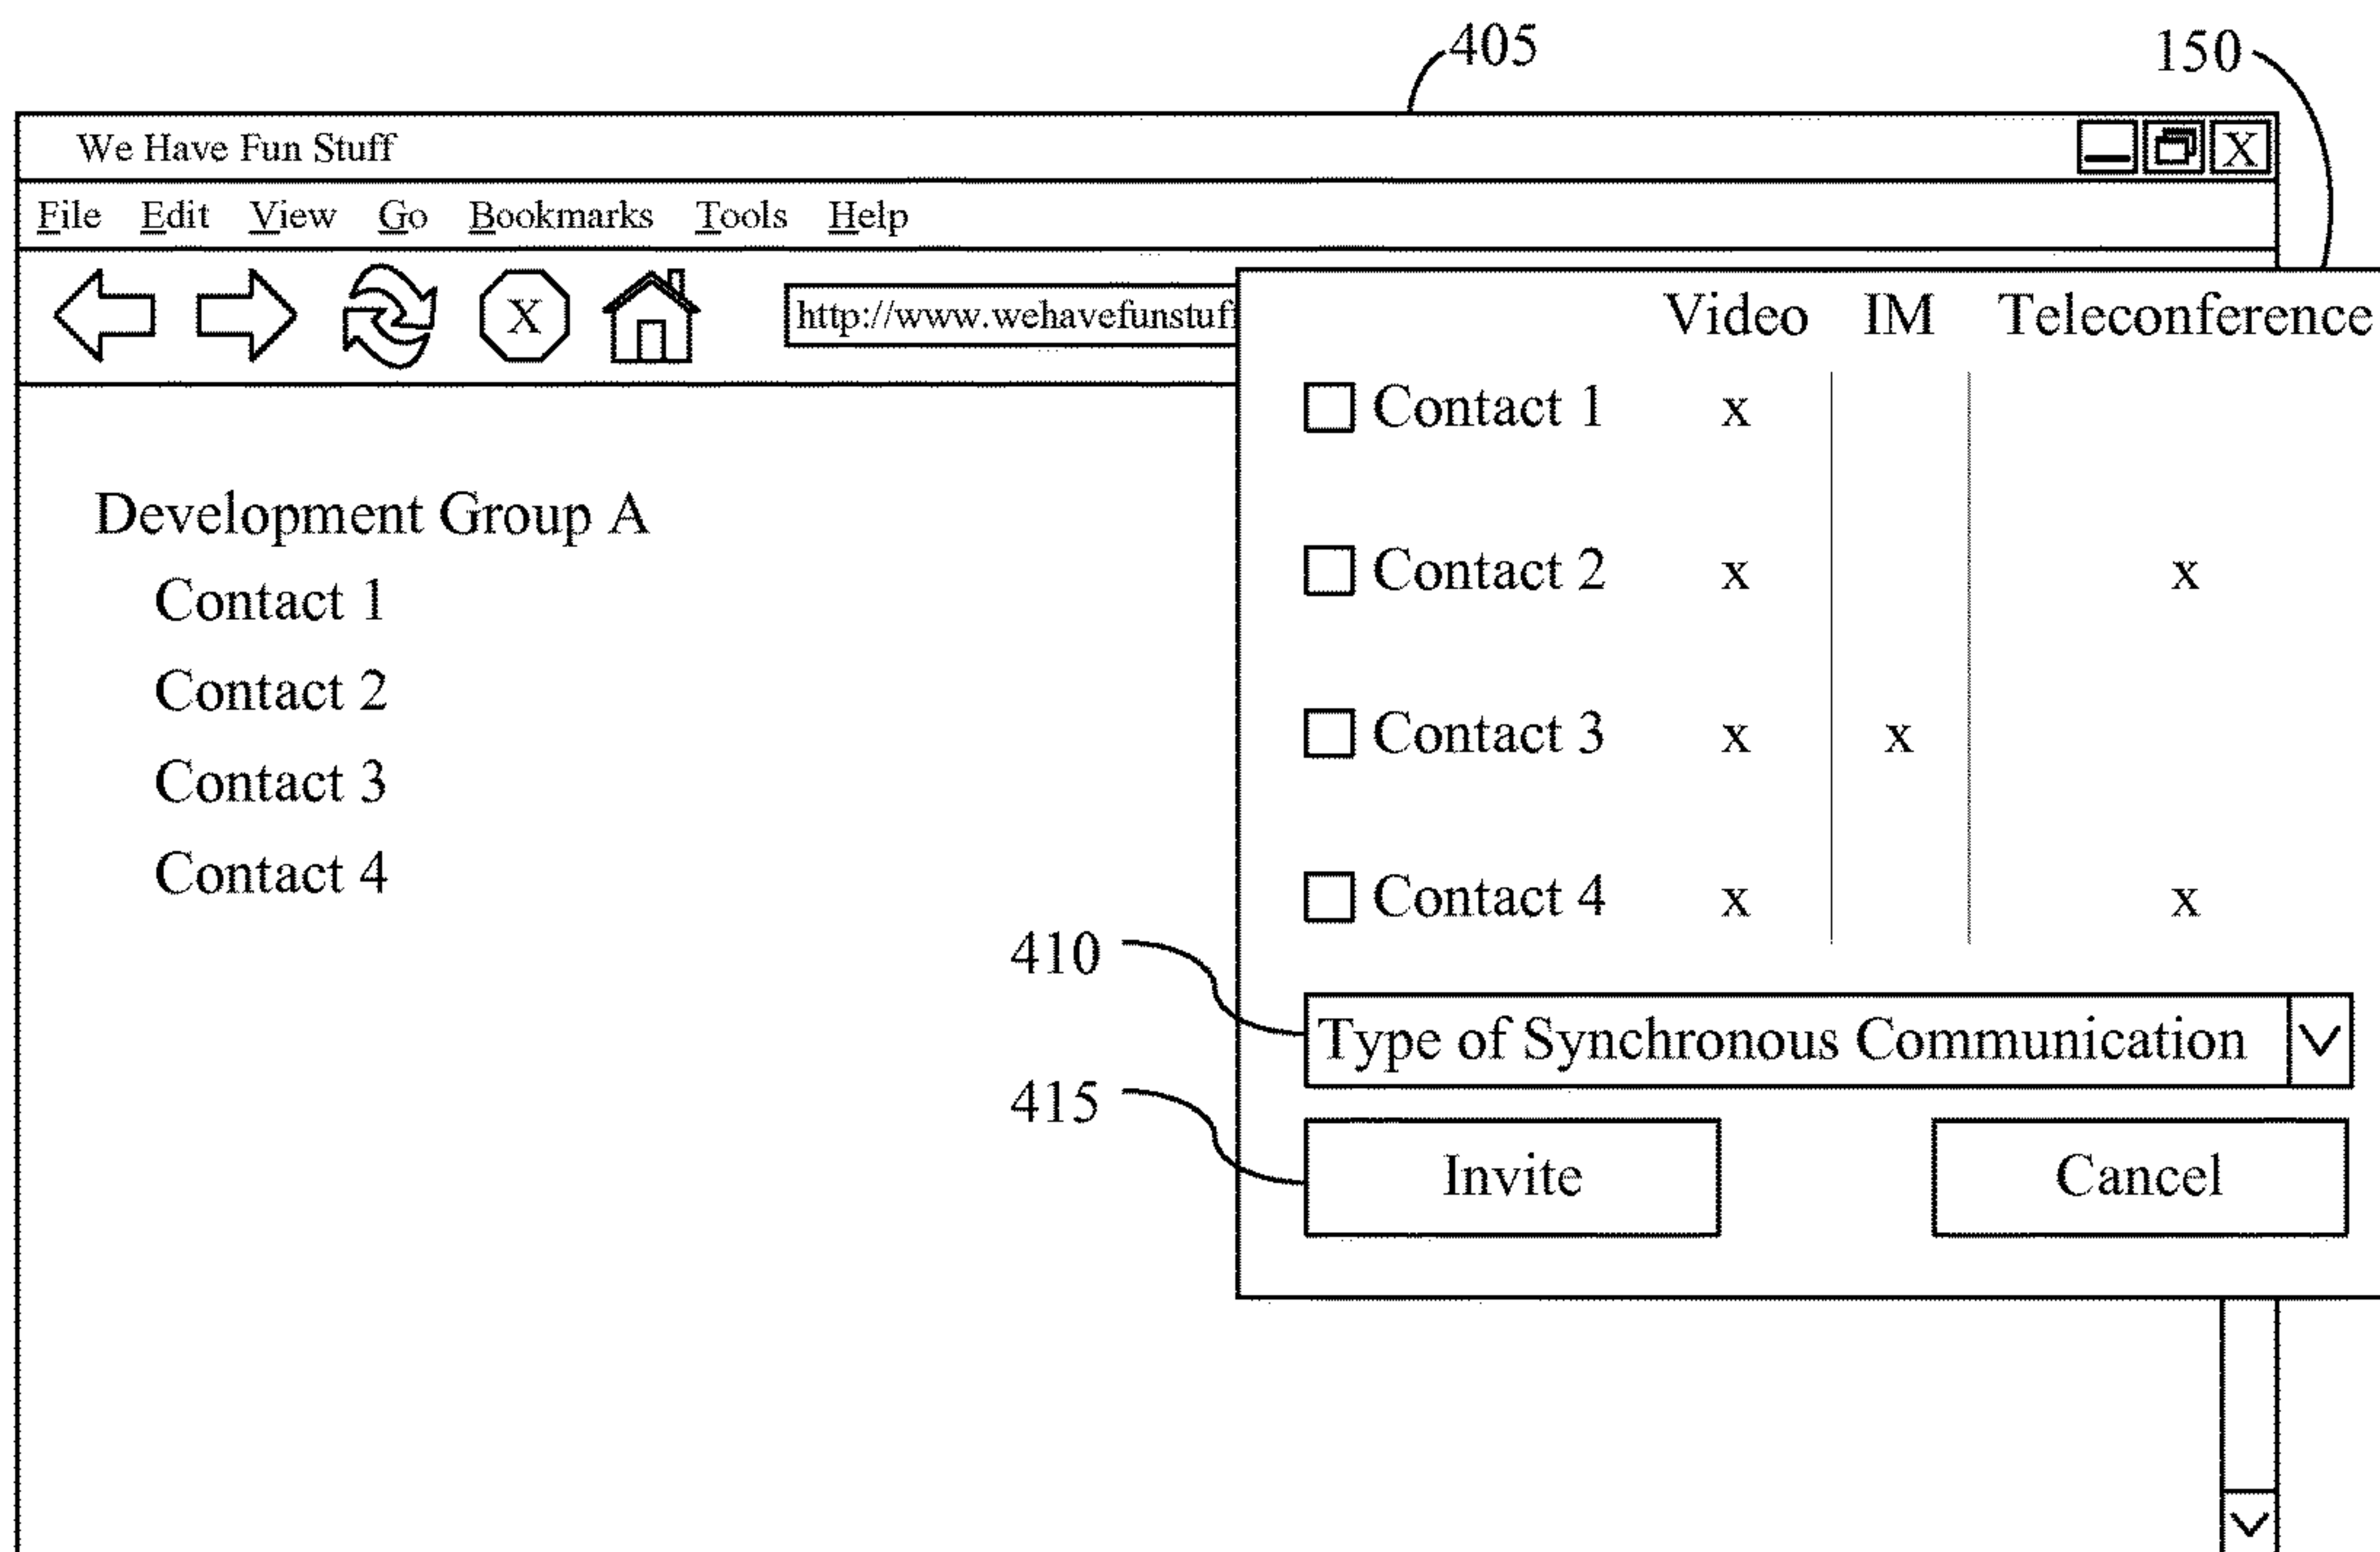 405
150
We Have Fun Stuff
X
File Edit View Go Bookmarks Tools Help
X
http://www.wehavefunstuff
Video IM Teleconference
Contact 1 x
Contact 2 x x
Contact 3 x x
Contact 4 x x
Development Group A
Contact 1
Contact 2
Contact 3
Contact 4
410
Type of Synchronous Communication
415
Invite Cancel